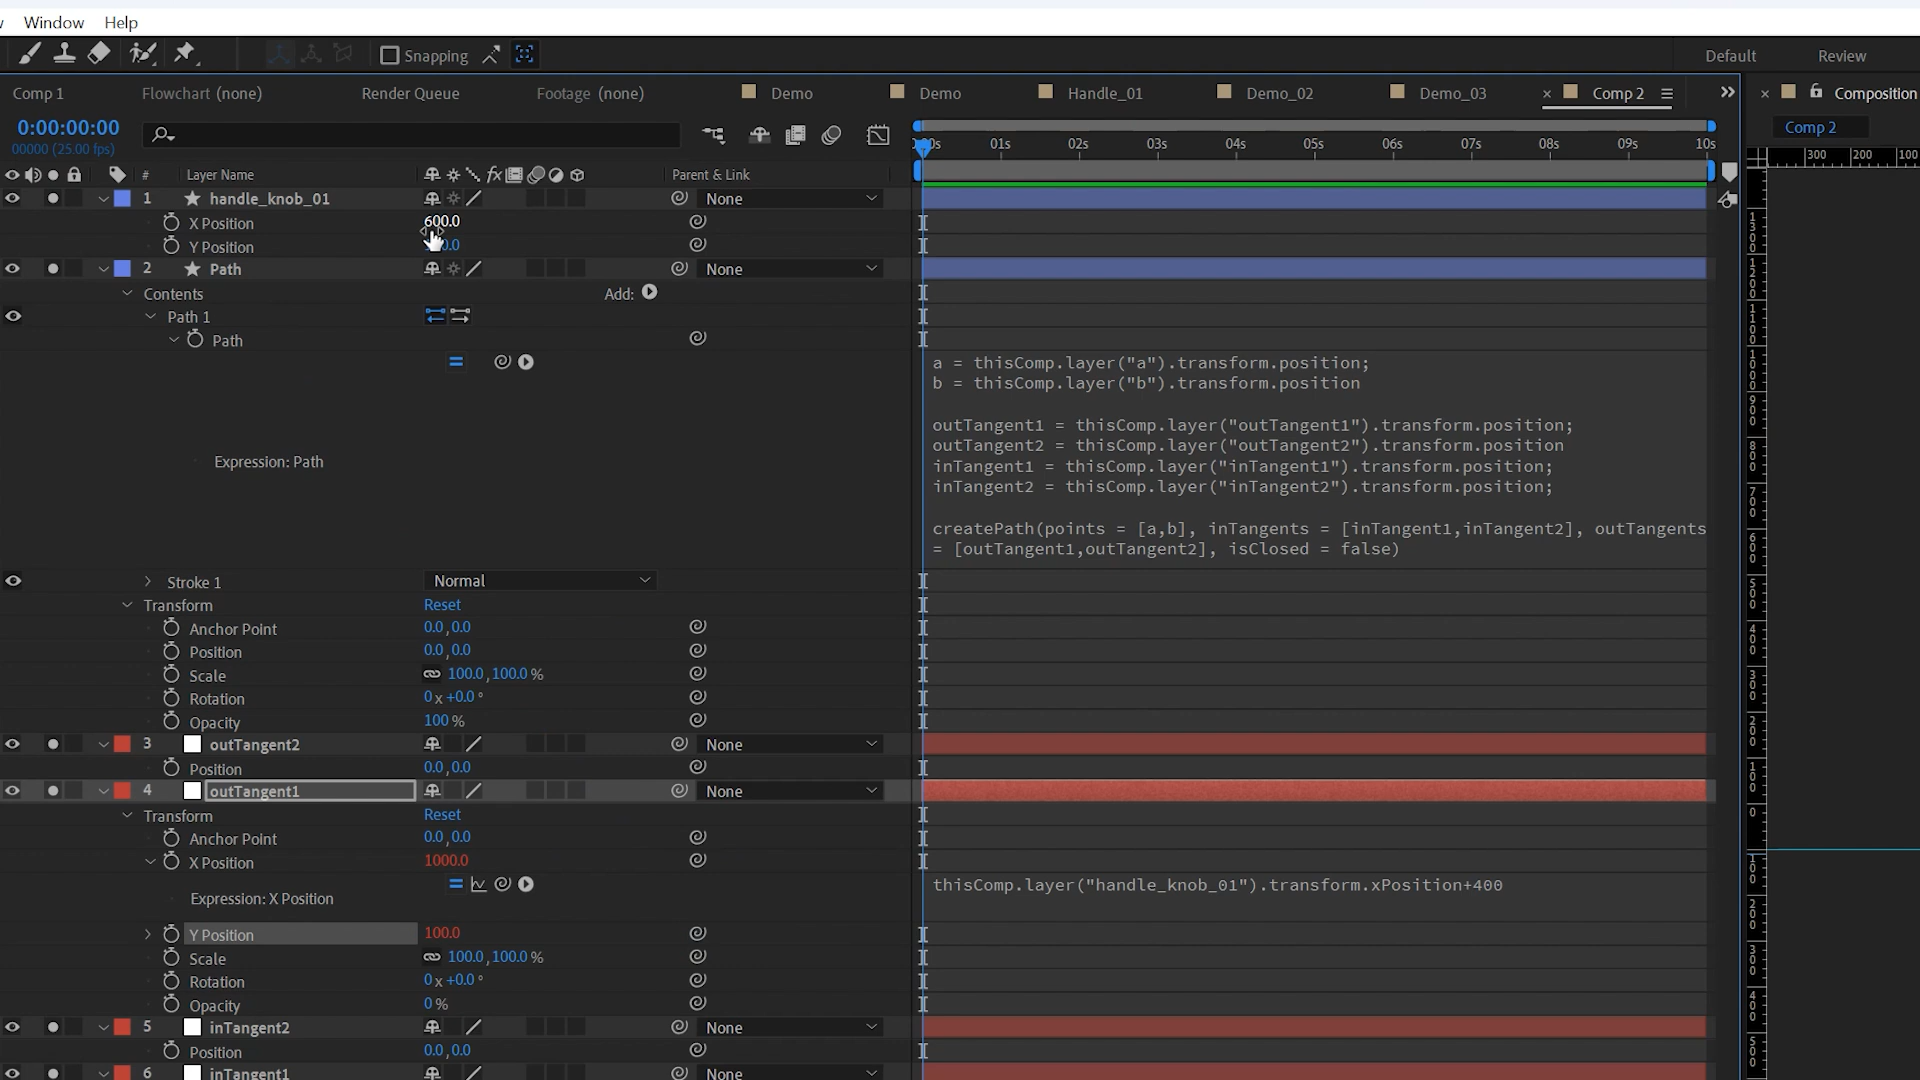 Window Help
Snapping Default Review
Comp 1 Flowchart (none) Render Queue Footage (none) Demo Demo Handle_01 Demo_02 Demo_03 × Comp 2 × Composition
0:00:00:00
00000 (25.00 fps)
01s 02s 03s 04s 05s 06s 07s 08s 09s 10s
Comp 2
300 200 100
# Layer Name fx Parent & Link
1 handle_knob_01 None
X Position 600.0
Y Position
2 Path None
Contents Add:
Path 1
Path
a = thisComp.layer("a").transform.position;
b = thisComp.layer("b").transform.position
outTangent1 = thisComp.layer("outTangent1").transform.position;
outTangent2 = thisComp.layer("outTangent2").transform.position
Expression: Path
inTangent1 = thisComp.layer("inTangent1").transform.position;
inTangent2 = thisComp.layer("inTangent2").transform.position;
createPath(points = [a,b], inTangents = [inTangent1,inTangent2], outTangents
= [outTangent1,outTangent2], isClosed = false)
Stroke 1 Normal
Transform Reset
Anchor Point 0.0,0.0
Position 0.0,0.0
Scale 100.0,100.0 %
Rotation 0 x +0.0 °
Opacity 100 %
3 outTangent2 None
Position 0.0,0.0
4 outTangent1 None
Transform Reset
Anchor Point 0.0,0.0
X Position 1000.0
Expression: X Position thisComp.layer("handle_knob_01").transform.xPosition+400
Y Position 100.0
Scale 100.0,100.0 %
Rotation 0 x +0.0 °
Opacity 0 %
5 inTangent2 None
Position 0.0,0.0
6 inTangent1 None